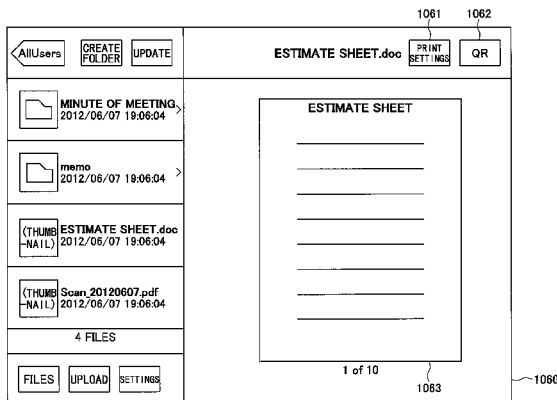 1061
1062
AllUsers
CREATE
FOLDER
UPDATE
ESTIMATE SHEET.doc
PRINT
SETTINGS
QR
MINUTE OF MEETING
2012/06/07 19:06:04
memo
2012/06/07 19:06:04
(THUMB
-NAIL)
ESTIMATE SHEET.doc
2012/06/07 19:06:04
(THUMB
-NAIL)
Scan_20120607.pdf
2012/06/07 19:06:04
4 FILES
FILES
UPLOAD
SETTINGS
ESTIMATE SHEET
1 of 10
1063
1060